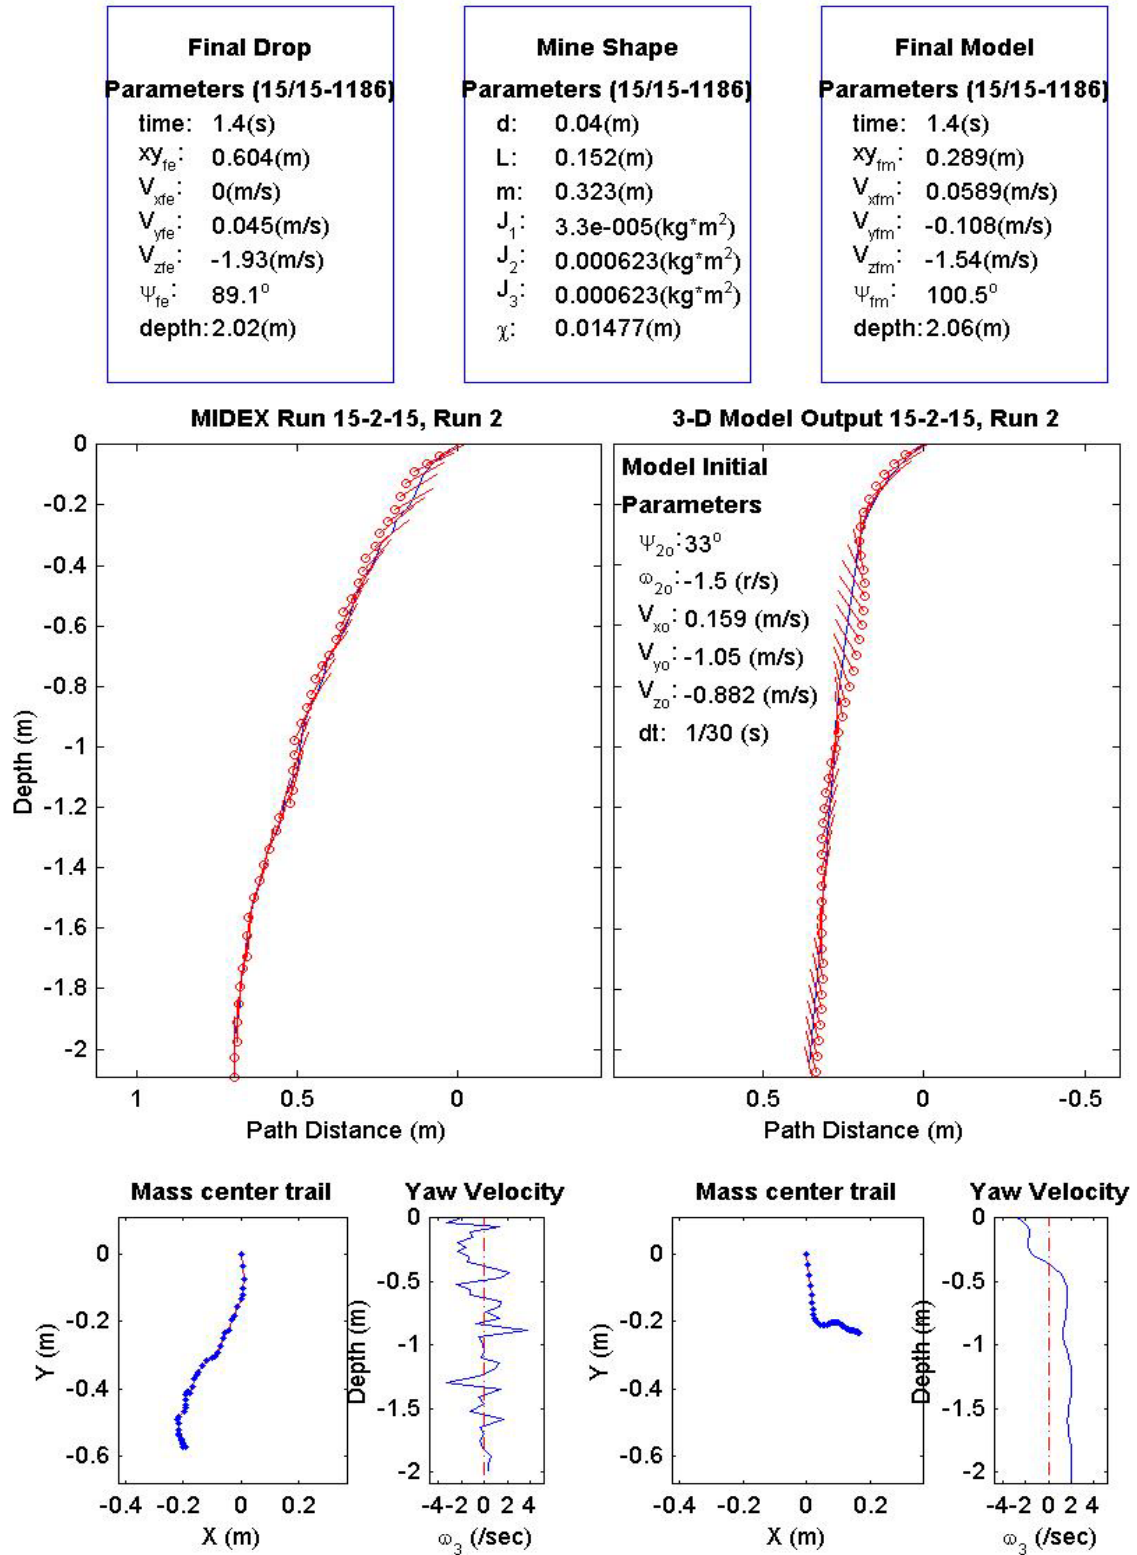 Final Drop
Parameters (15/15-1186)
time: 1.4(s)
xy_fe: 0.604(m)
V_xfe: 0(m/s)
V_yfe: 0.045(m/s)
V_zfe: -1.93(m/s)
Ψ_fe: 89.1°
depth: 2.02(m)
Mine Shape
Parameters (15/15-1186)
d: 0.04(m)
L: 0.152(m)
m: 0.323(m)
J_1: 3.3e-005(kg*m²)
J_2: 0.000623(kg*m²)
J_3: 0.000623(kg*m²)
χ: 0.01477(m)
Final Model
Parameters (15/15-1186)
time: 1.4(s)
xy_fm: 0.289(m)
V_xfm: 0.0589(m/s)
V_yfm: -0.108(m/s)
V_zfm: -1.54(m/s)
Ψ_fm: 100.5°
depth: 2.06(m)
MIDEX Run 15-2-15, Run 2
0
-0.2
-0.4
-0.6
-0.8
-1
-1.2
-1.4
-1.6
-1.8
-2
Depth (m)
1 0.5 0
Path Distance (m)
3-D Model Output 15-2-15, Run 2
Model Initial
Parameters
Ψ_2o: 33°
ω_2o: -1.5 (r/s)
V_xo: 0.159 (m/s)
V_yo: -1.05 (m/s)
V_zo: -0.882 (m/s)
dt: 1/30 (s)
0.5 0 -0.5
Path Distance (m)
Mass center trail
0
-0.2
-0.4
-0.6
Y (m)
-0.4 -0.2 0 0.2
X (m)
Yaw Velocity
0
-0.5
-1
-1.5
-2
Depth (m)
-4 -2 0 2 4
ω_3 (/sec)
Mass center trail
0
-0.2
-0.4
-0.6
Y (m)
-0.4 -0.2 0 0.2
X (m)
Yaw Velocity
0
-0.5
-1
-1.5
-2
Depth (m)
-4 -2 0 2 4
ω_3 (/sec)